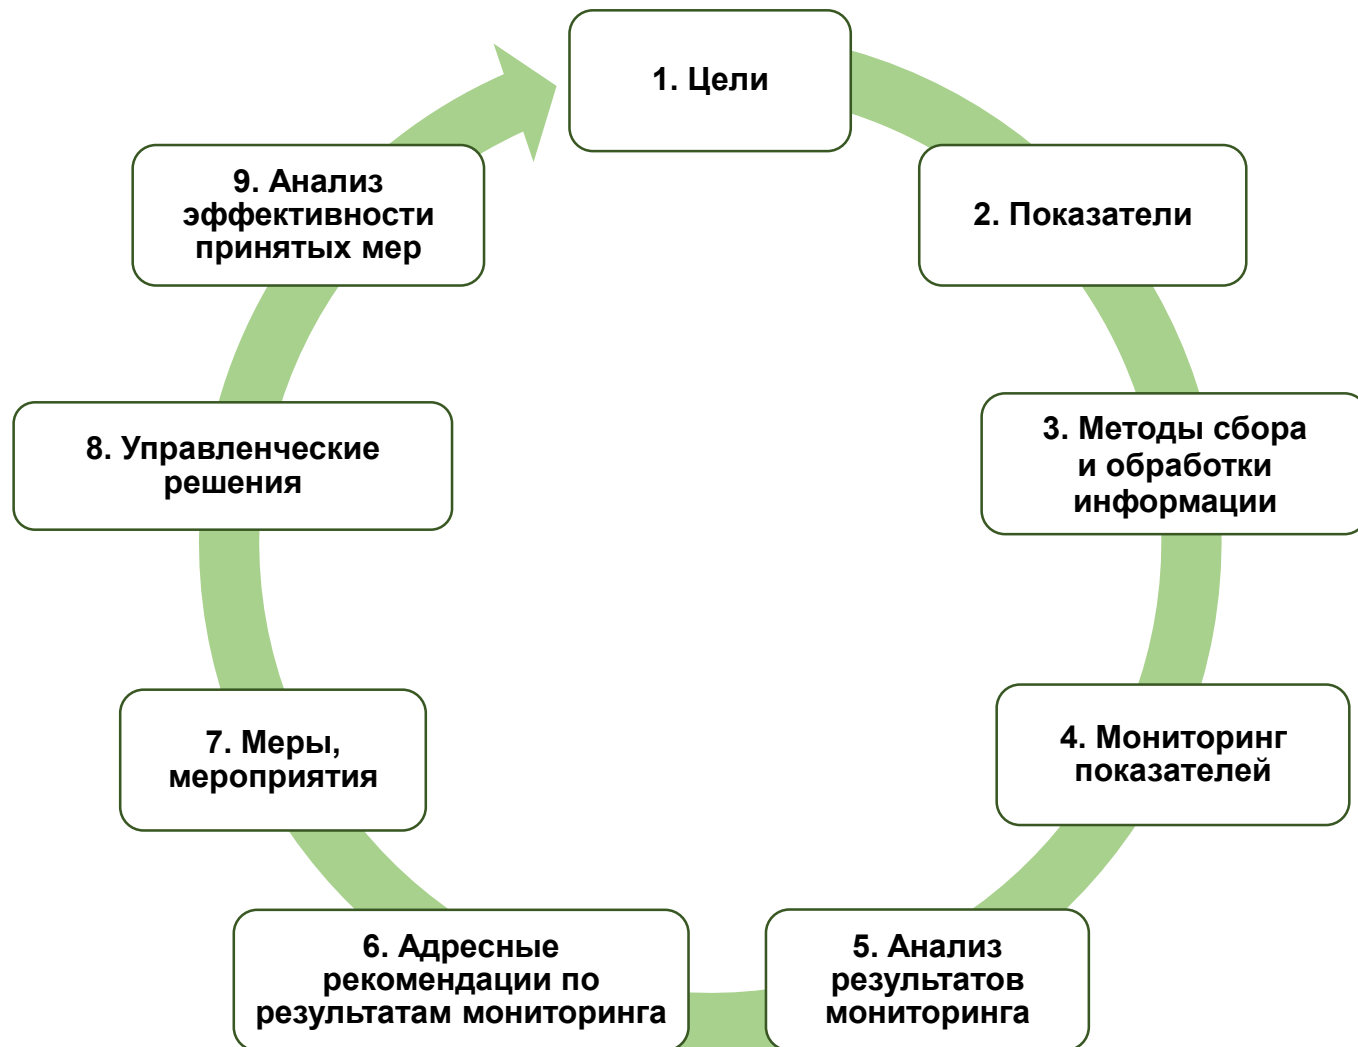 1. Цели
2. Показатели
3. Методы сбора
и обработки
информации
4. Мониторинг
показателей
5. Анализ
результатов
мониторинга
6. Адресные
рекомендации по
результатам мониторинга
7. Меры,
мероприятия
8. Управленческие
решения
9. Анализ
эффективности
принятых мер